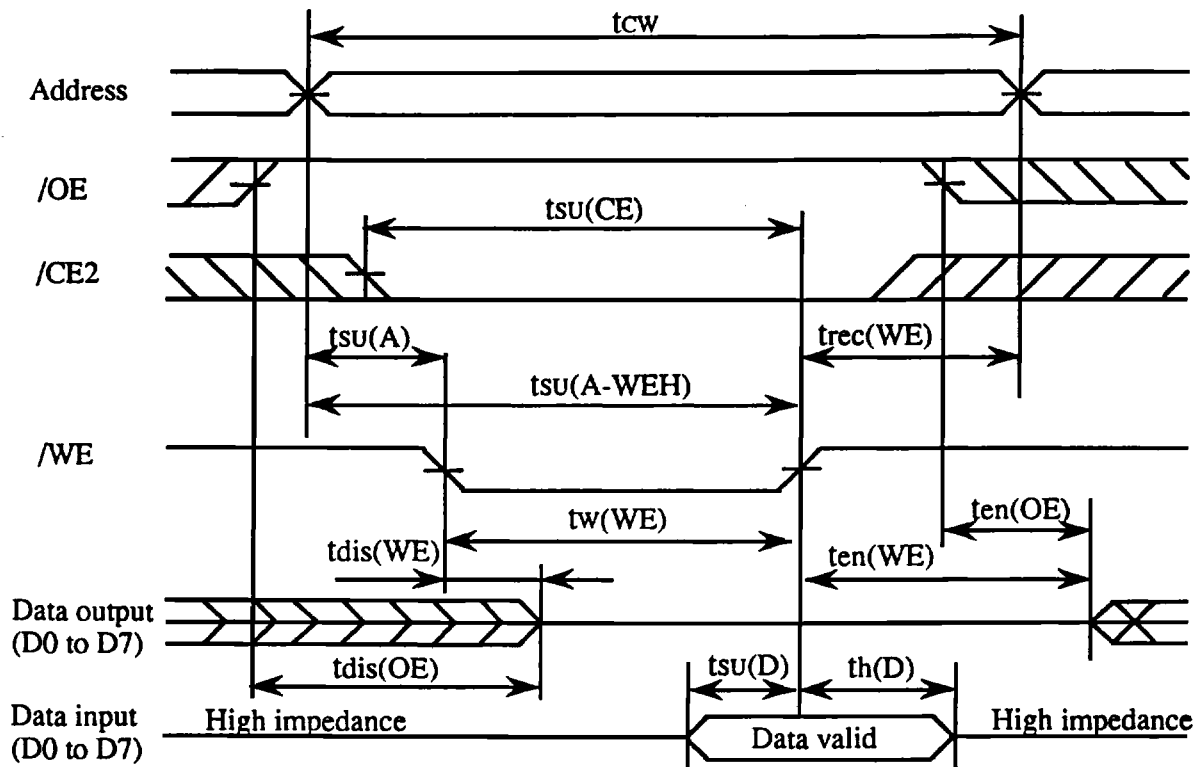 tcw
Address
/OE
tsu(CE)
/CE2
tsu(A)
trec(WE)
tsu(A-WEH)
/WE
tw(WE)
ten(OE)
tdis(WE)
ten(WE)
Data output
(D0 to D7)
tdis(OE)
tsu(D)
th(D)
Data input
(D0 to D7)
High impedance
Data valid
High impedance